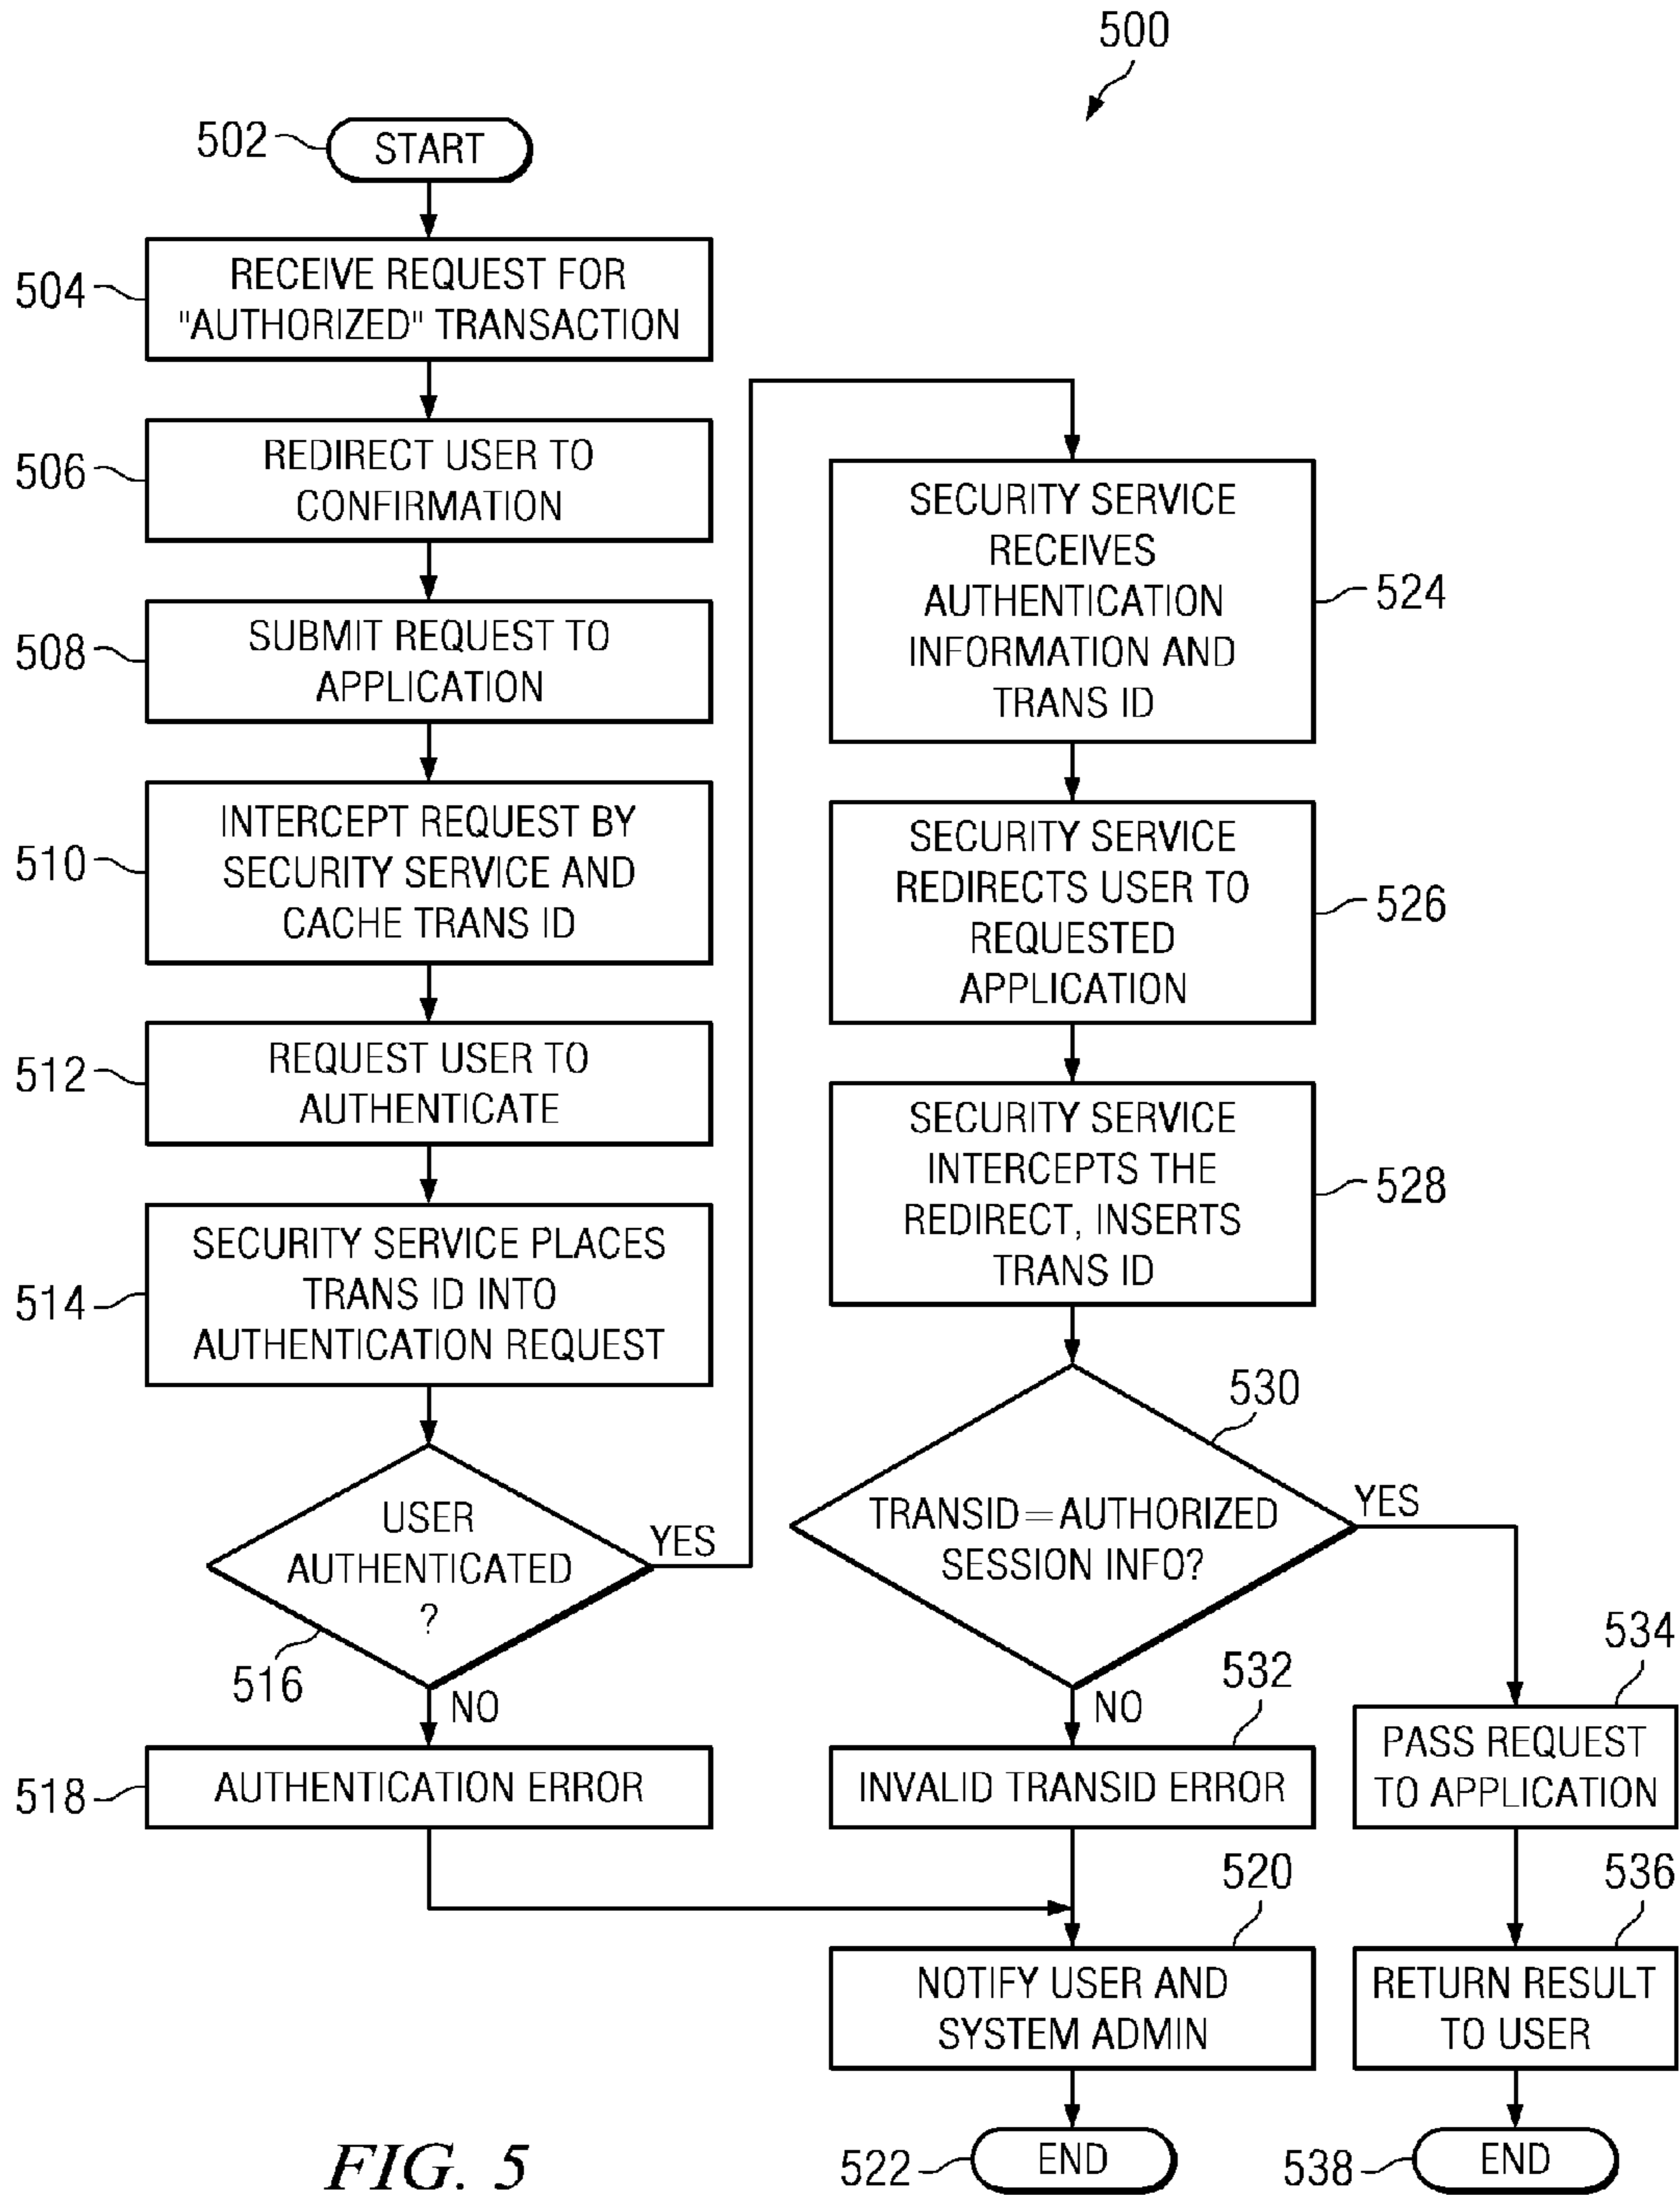 500
502
START
504
RECEIVE REQUEST FOR
"AUTHORIZED" TRANSACTION
506
REDIRECT USER TO
CONFIRMATION
508
SUBMIT REQUEST TO
APPLICATION
510
INTERCEPT REQUEST BY
SECURITY SERVICE AND
CACHE TRANS ID
512
REQUEST USER TO
AUTHENTICATE
514
SECURITY SERVICE PLACES
TRANS ID INTO
AUTHENTICATION REQUEST
USER
AUTHENTICATED
?
516
YES
NO
518
AUTHENTICATION ERROR
SECURITY SERVICE
RECEIVES
AUTHENTICATION
INFORMATION AND
TRANS ID
524
SECURITY SERVICE
REDIRECTS USER TO
REQUESTED
APPLICATION
526
SECURITY SERVICE
INTERCEPTS THE
REDIRECT, INSERTS
TRANS ID
528
530
TRANSID=AUTHORIZED
SESSION INFO?
YES
NO
532
INVALID TRANSID ERROR
520
NOTIFY USER AND
SYSTEM ADMIN
522
END
534
PASS REQUEST
TO APPLICATION
536
RETURN RESULT
TO USER
538
END
FIG. 5